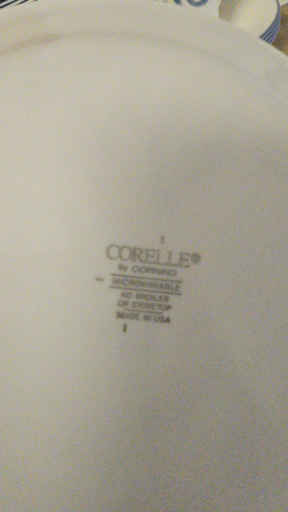 CORELLE®
by CORNING
MICROWAVABLE
NO BROILER
OR STOVETOP
MADE IN USA